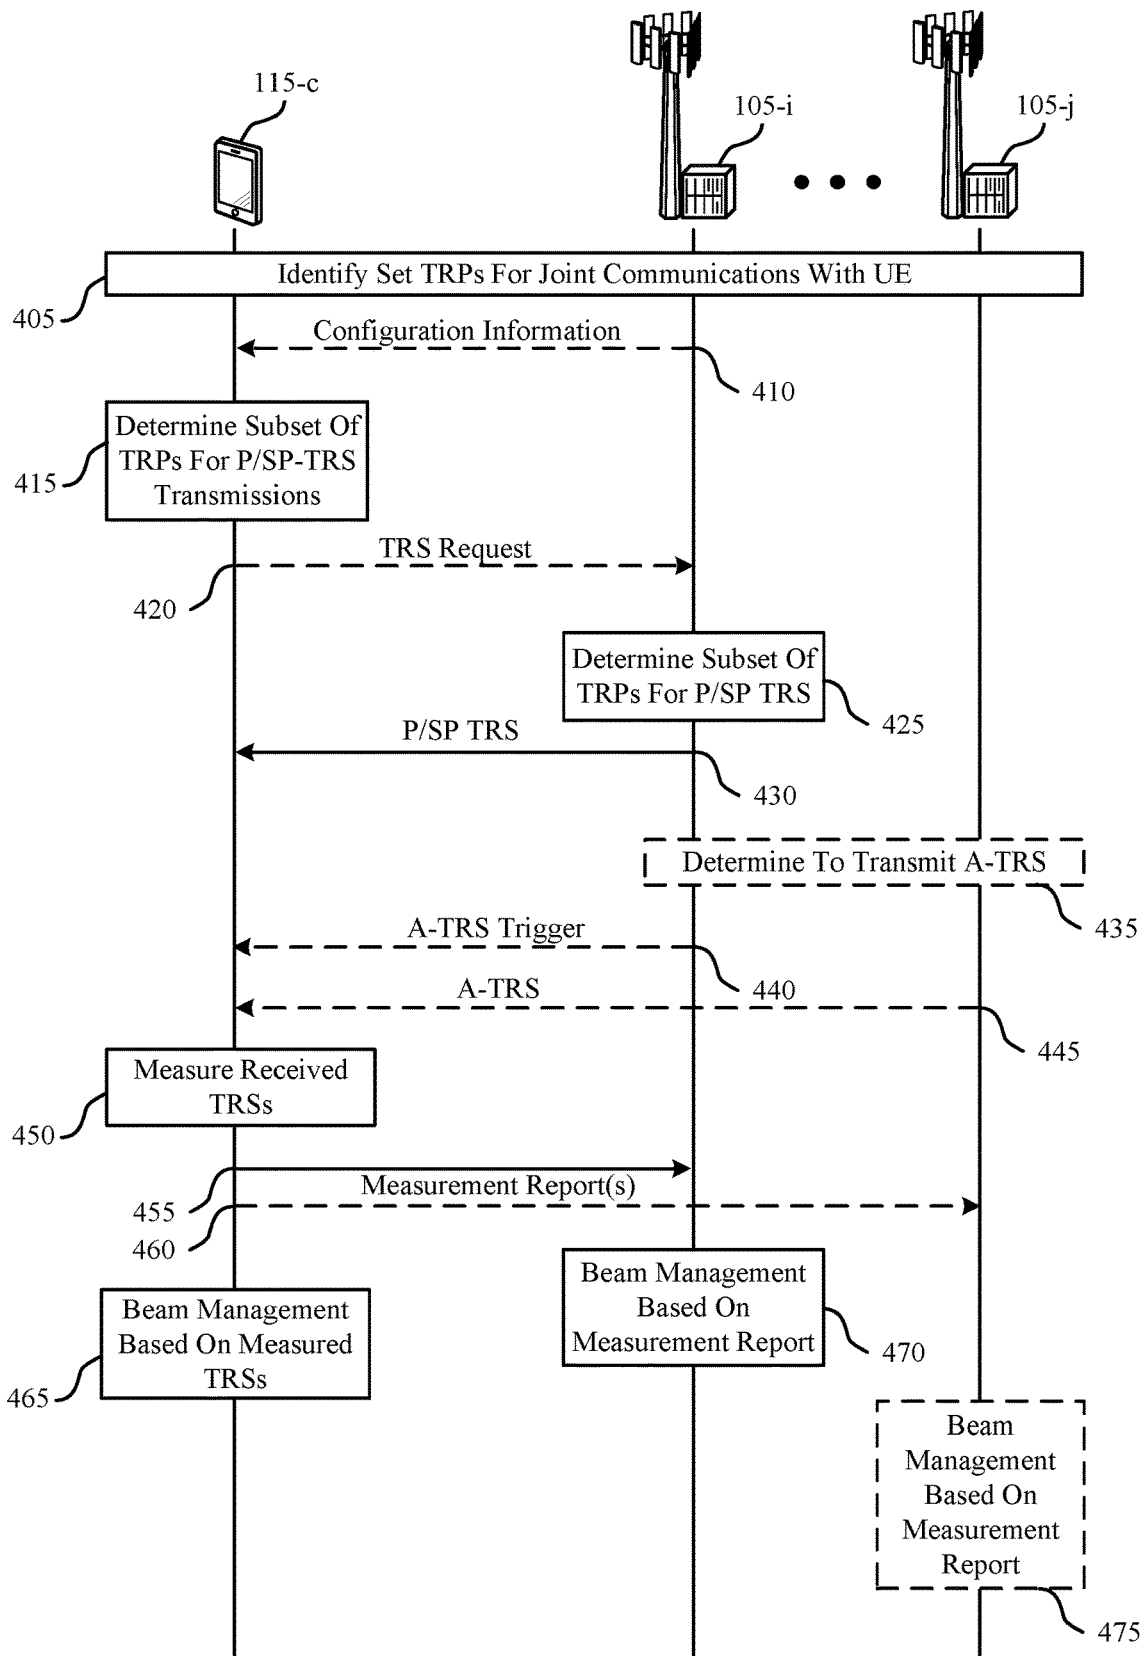 115-c
105-i
105-j
Identify Set TRPs For Joint Communications With UE
405
Configuration Information
410
Determine Subset Of
TRPs For P/SP-TRS
Transmissions
415
TRS Request
420
Determine Subset Of
TRPs For P/SP TRS
425
P/SP TRS
430
Determine To Transmit A-TRS
435
A-TRS Trigger
440
A-TRS
445
Measure Received
TRSs
450
455
Measurement Report(s)
460
Beam Management
Based On
Measurement Report
470
Beam Management
Based On Measured
TRSs
465
Beam
Management
Based On
Measurement
Report
475